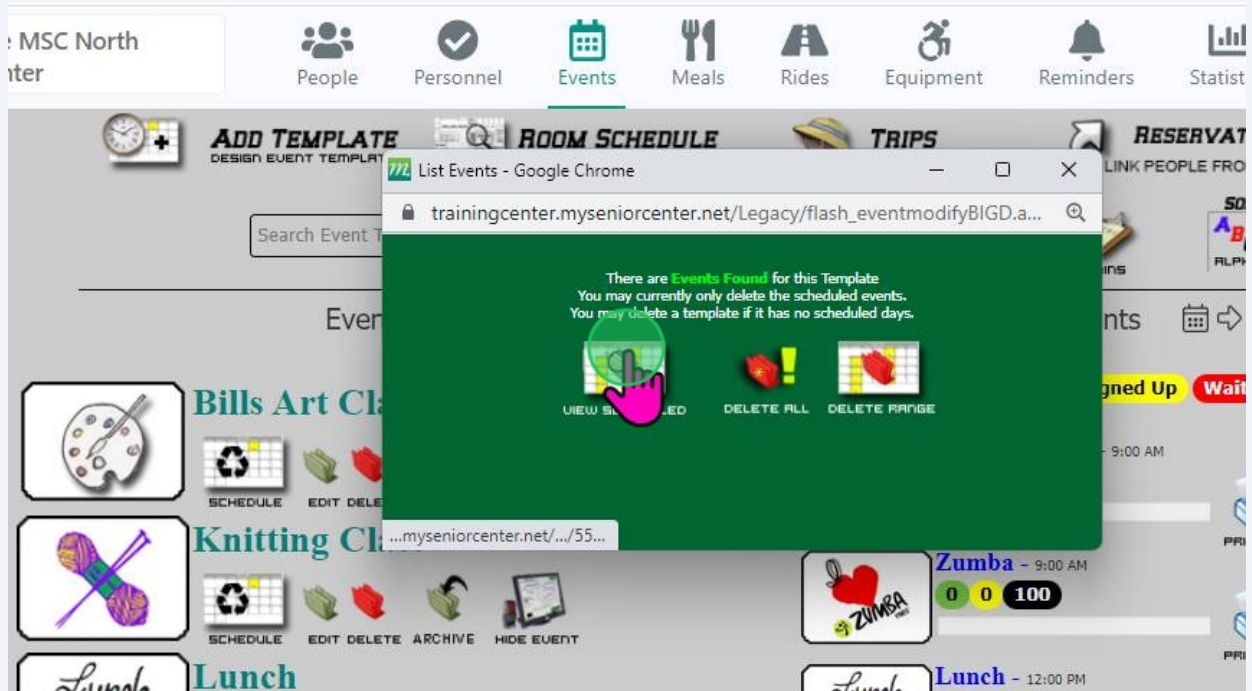 MSC North
nter
People
Personnel
Events
Meals
Rides
Equipment
Reminders
Statist
ADD TEMPLATE
DESIGN EVENT TEMPLAT
ROOM SCHEDULE
TRIPS
RESERVAT
LINK PEOPLE FRO
List Events - Google Chrome
trainingcenter.myseniorcenter.net/Legacy/flash_eventmodifyBIGD.a...
Search Event T
There are Events Found for this Template
You may currently only delete the scheduled events.
You may delete a template if it has no scheduled days.
VIEW
DELETE ALL
DELETE RANGE
...myseniorcenter.net/.../55...
Even
nts
gned Up
Wait
Bills Art Cla
- 9:00 AM
SCHEDULE
EDIT
DELE
Knitting Cla
SCHEDULE
EDIT
DELETE
ARCHIVE
HIDE EVENT
ZUMBA
Zumba - 9:00 AM
0 0 100
Lunch
Lunch - 12:00 PM